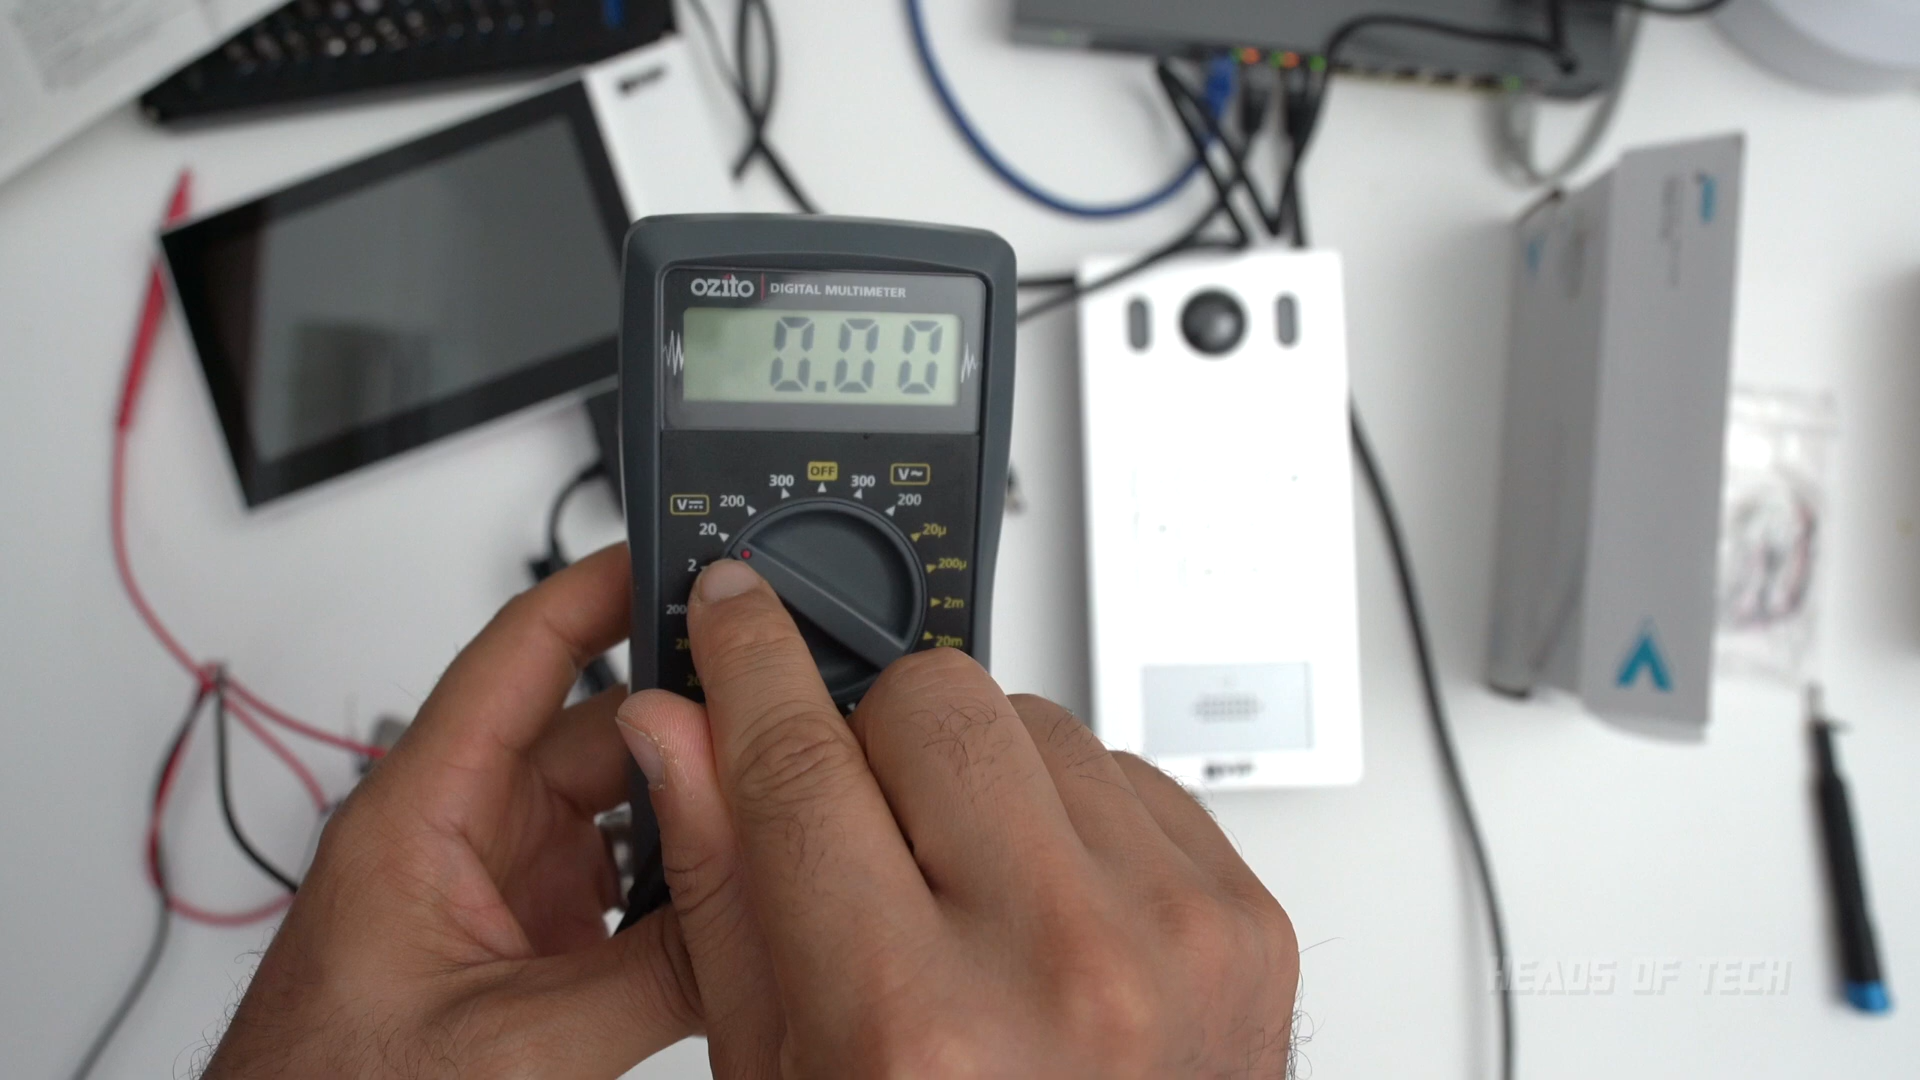 ozito DIGITAL MULTIMETER
0.00
OFF
V~
300
300
V⎓
200
200
20
20µ
2
200µ
200
2m
20m
HEADS OF TECH